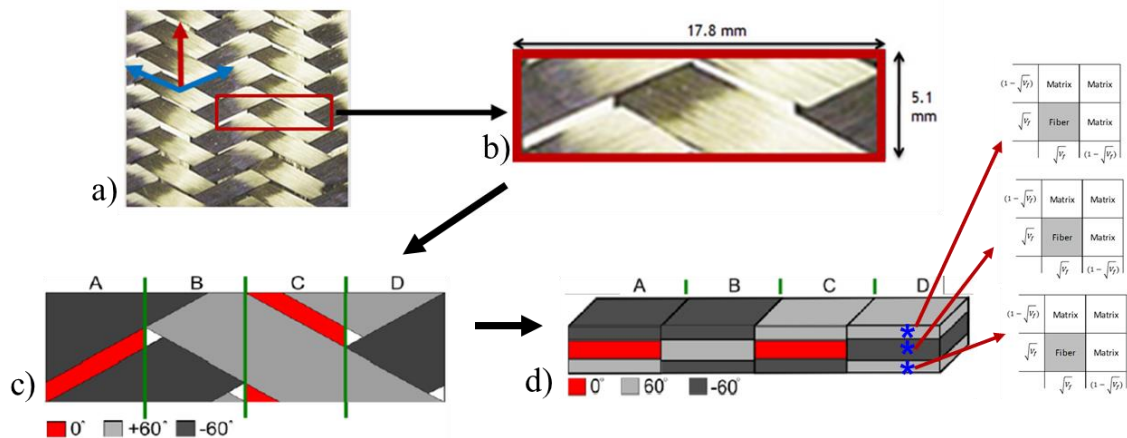 a)
17.8 mm
5.1
mm
b)
A B C D
0° +60° -60°
c)
A B C D
0° 60° -60°
d)
(1 - √Vf) Matrix Matrix
√Vf Fiber Matrix
√Vf (1 - √Vf)
(1 - √Vf) Matrix Matrix
√Vf Fiber Matrix
√Vf (1 - √Vf)
(1 - √Vf) Matrix Matrix
√Vf Fiber Matrix
√Vf (1 - √Vf)